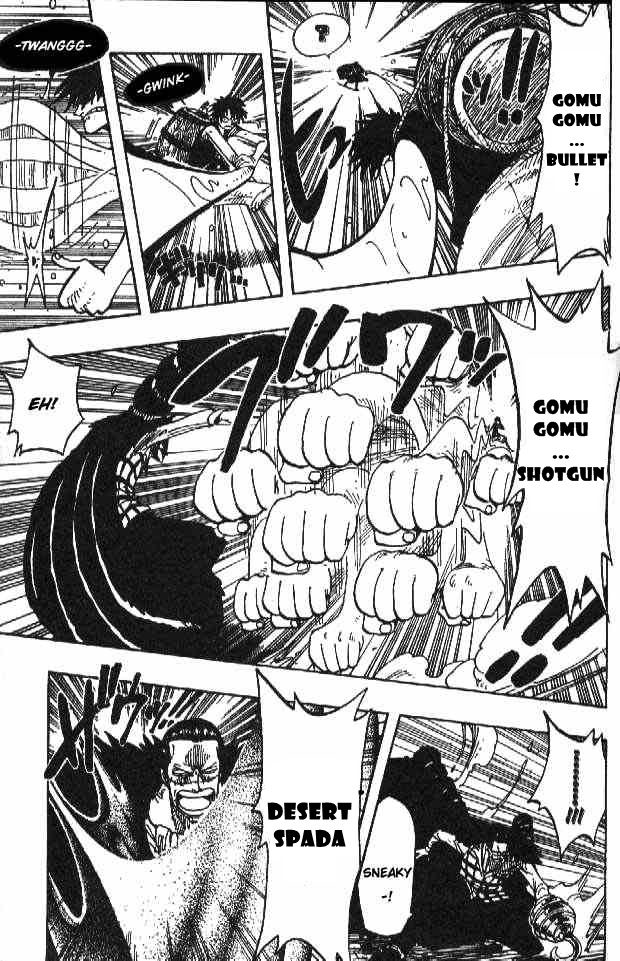 GOMU
GOMU
...
BULLET
!
?
-GWINK-
-TWANGGG-
GOMU
GOMU
...
SHOTGUN
EH!
SNEAKY
-!
DESERT
SPADA